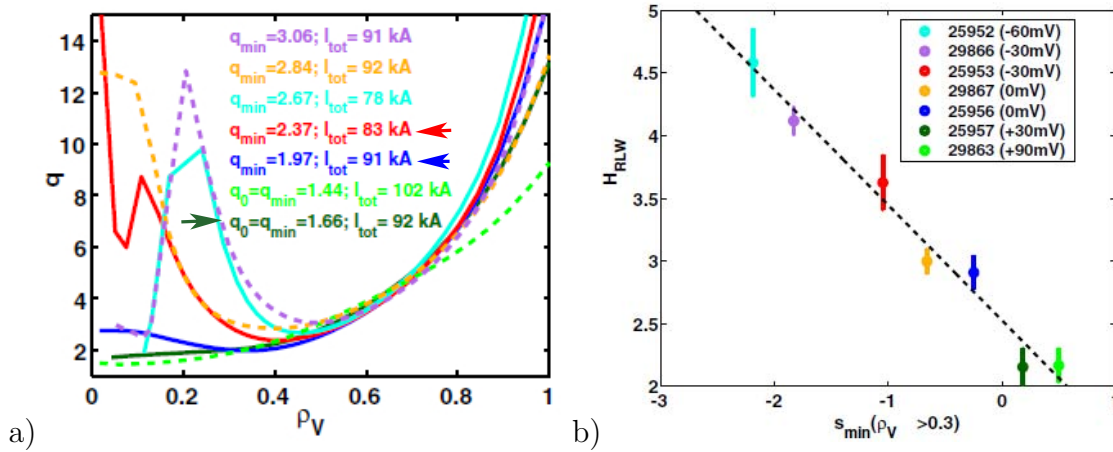 14
12
10
8
6
4
2
q
q_min=3.06; I_tot= 91 kA
q_min=2.84; I_tot= 92 kA
q_min=2.67; I_tot= 78 kA
q_min=2.37; I_tot= 83 kA
q_min=1.97; I_tot= 91 kA
q_0=q_min=1.44; I_tot= 102 kA
q_0=q_min=1.66; I_tot= 92 kA
0 0.2 0.4 0.6 0.8 1
ρ_V
a)
5
4.5
4
3.5
3
2.5
2
H_RLW
25952 (-60mV)
29866 (-30mV)
25953 (-30mV)
29867 (0mV)
25956 (0mV)
25957 (+30mV)
29863 (+90mV)
-3 -2 -1 0 1
s_min(ρ_V >0.3)
b)